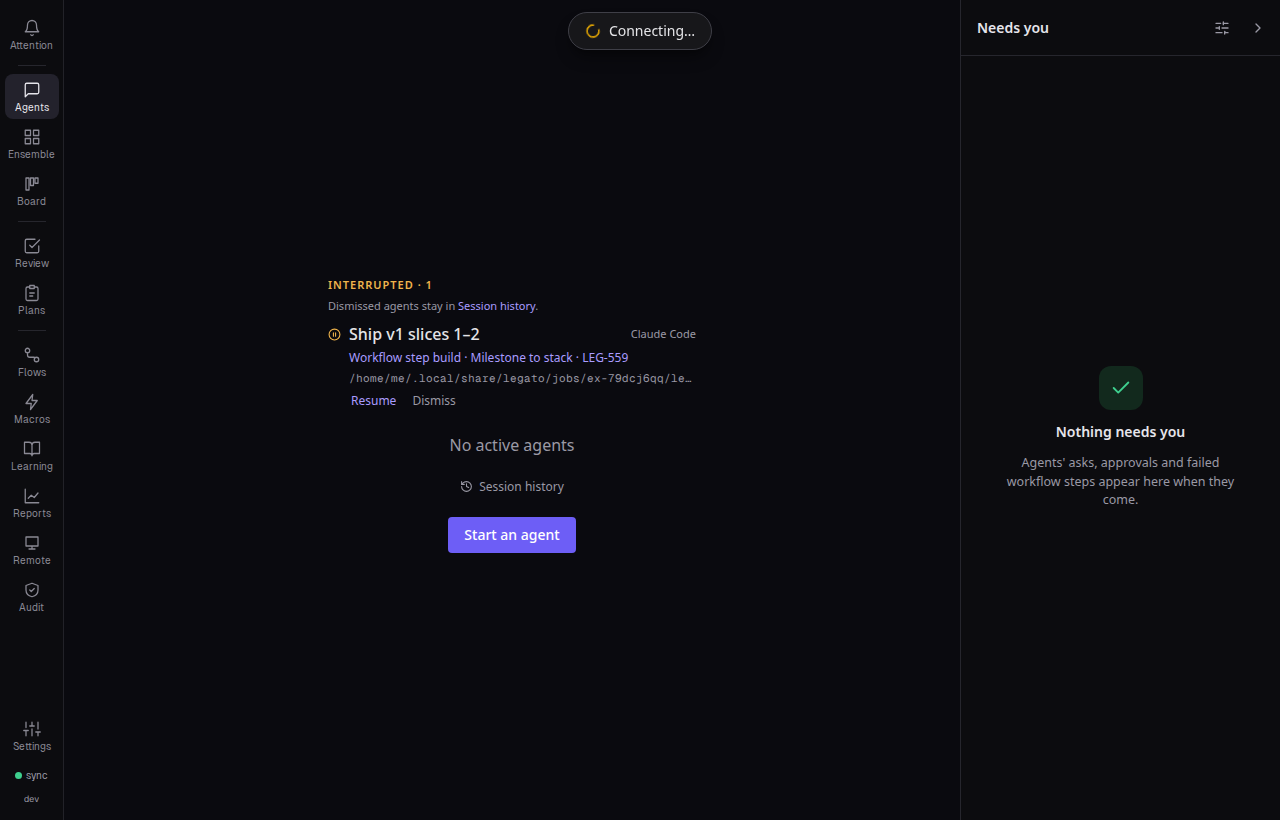 Attention
Agents
Ensemble
Board
Review
Plans
Flows
Macros
Learning
Reports
Remote
Audit
Settings
sync
dev
Connecting...
INTERRUPTED · 1
Dismissed agents stay in Session history.
Ship v1 slices 1–2
Claude Code
Workflow step build · Milestone to stack · LEG-559
/home/me/.local/share/legato/jobs/ex-79dcj6qq/le…
Resume
Dismiss
No active agents
Session history
Start an agent
Needs you
Nothing needs you
Agents' asks, approvals and failed
workflow steps appear here when they
come.